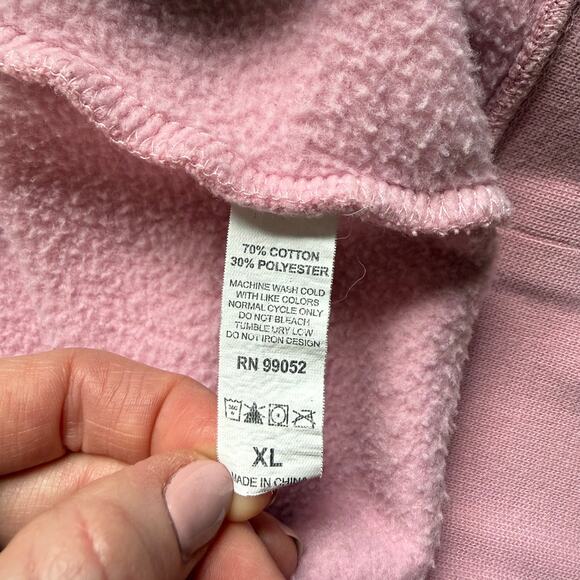 70% COTTON
30% POLYESTER
MACHINE WASH COLD
WITH LIKE COLORS
NORMAL CYCLE ONLY
DO NOT BLEACH
TUMBLE DRY LOW
DO NOT IRON DESIGN
RN 99052
XL
MADE IN CHINA